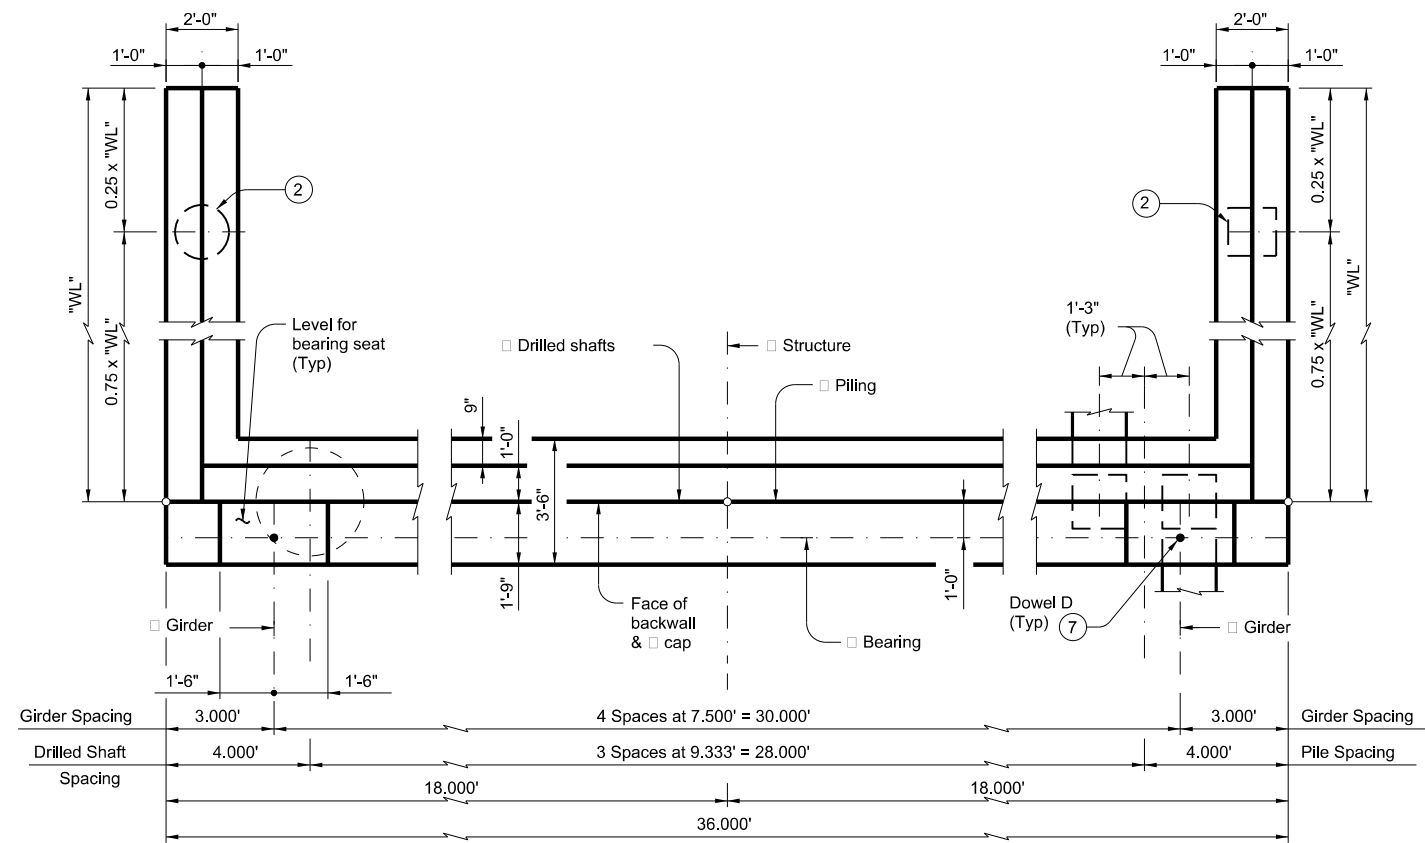 2'-0"
2'-0"
1'-0"
1'-0"
1'-0"
1'-0"
0.25 x "WL"
0.25 x "WL"
2
2
"WL"
"WL"
0.75 x "WL"
0.75 x "WL"
Level for
bearing seat
(Typ)
1'-3"
(Typ)
□ Drilled shafts
□ Structure
□ Piling
9"
1'-0"
3'-6"
1'-9"
1'-0"
Face of
backwall
& □ cap
□ Bearing
Dowel D
(Typ)
7
□ Girder
□ Girder
1'-6"
1'-6"
Girder Spacing
3.000'
4 Spaces at 7.500' = 30.000'
3.000'
Girder Spacing
Drilled Shaft
Spacing
4.000'
3 Spaces at 9.333' = 28.000'
4.000'
Pile Spacing
18.000'
18.000'
36.000'